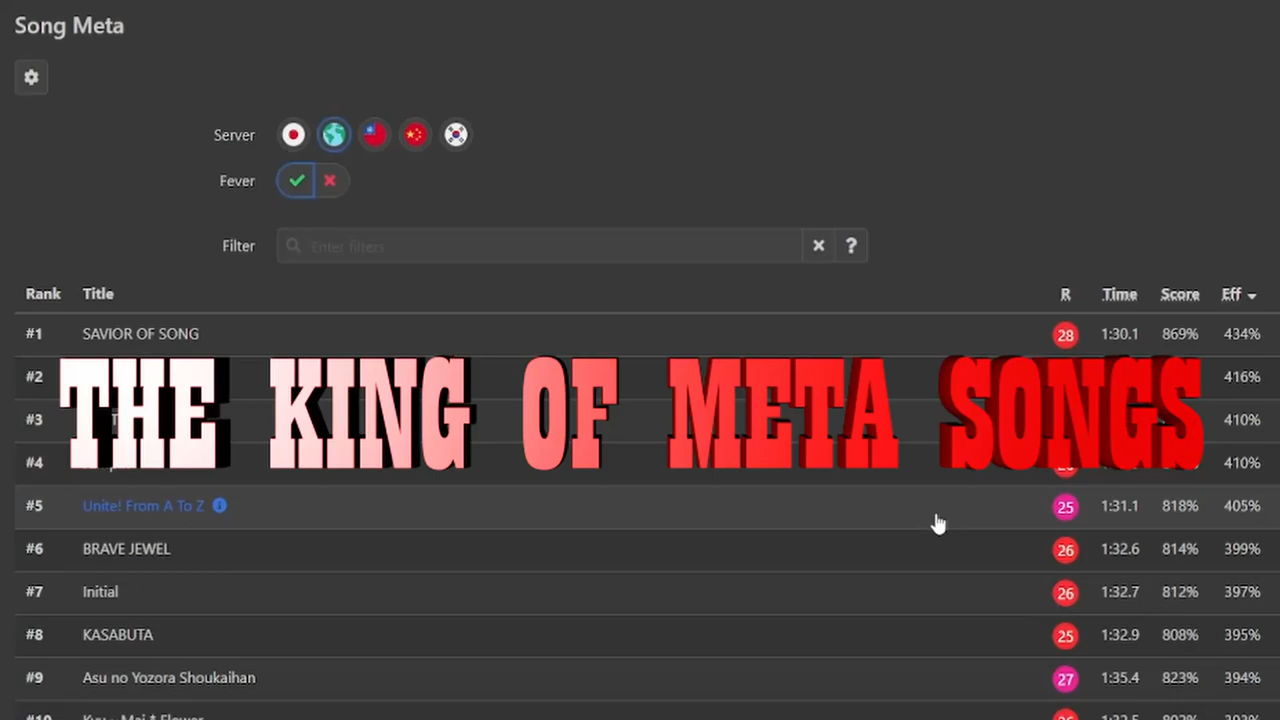 Song Meta
Server
Fever
Filter Enter filters
Rank Title R Time Score Eff
#1 SAVIOR OF SONG 28 1:30.1 869% 434%
#2 416%
THE KING OF META SONGS
#3 410%
#4 410%
#5 Unite! From A To Z 25 1:31.1 818% 405%
#6 BRAVE JEWEL 26 1:32.6 814% 399%
#7 Initial 26 1:32.7 812% 397%
#8 KASABUTA 25 1:32.9 808% 395%
#9 Asu no Yozora Shoukaihan 27 1:35.4 823% 394%